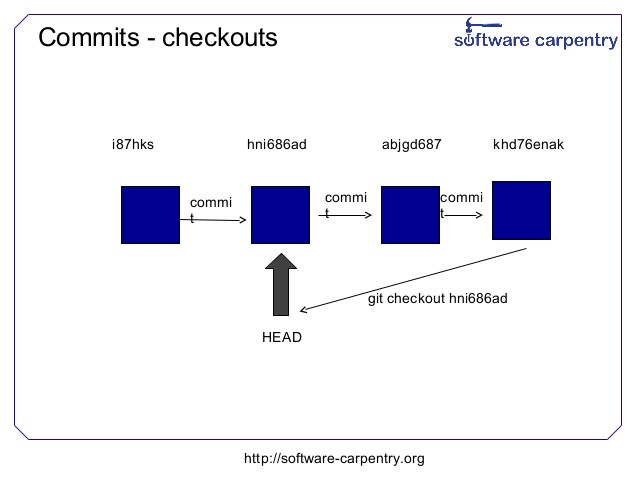 Commits - checkouts
software carpentry
i87hks
hni686ad
abjgd687
khd76enak
commi
t
commi
t
commi
t
git checkout hni686ad
HEAD
http://software-carpentry.org